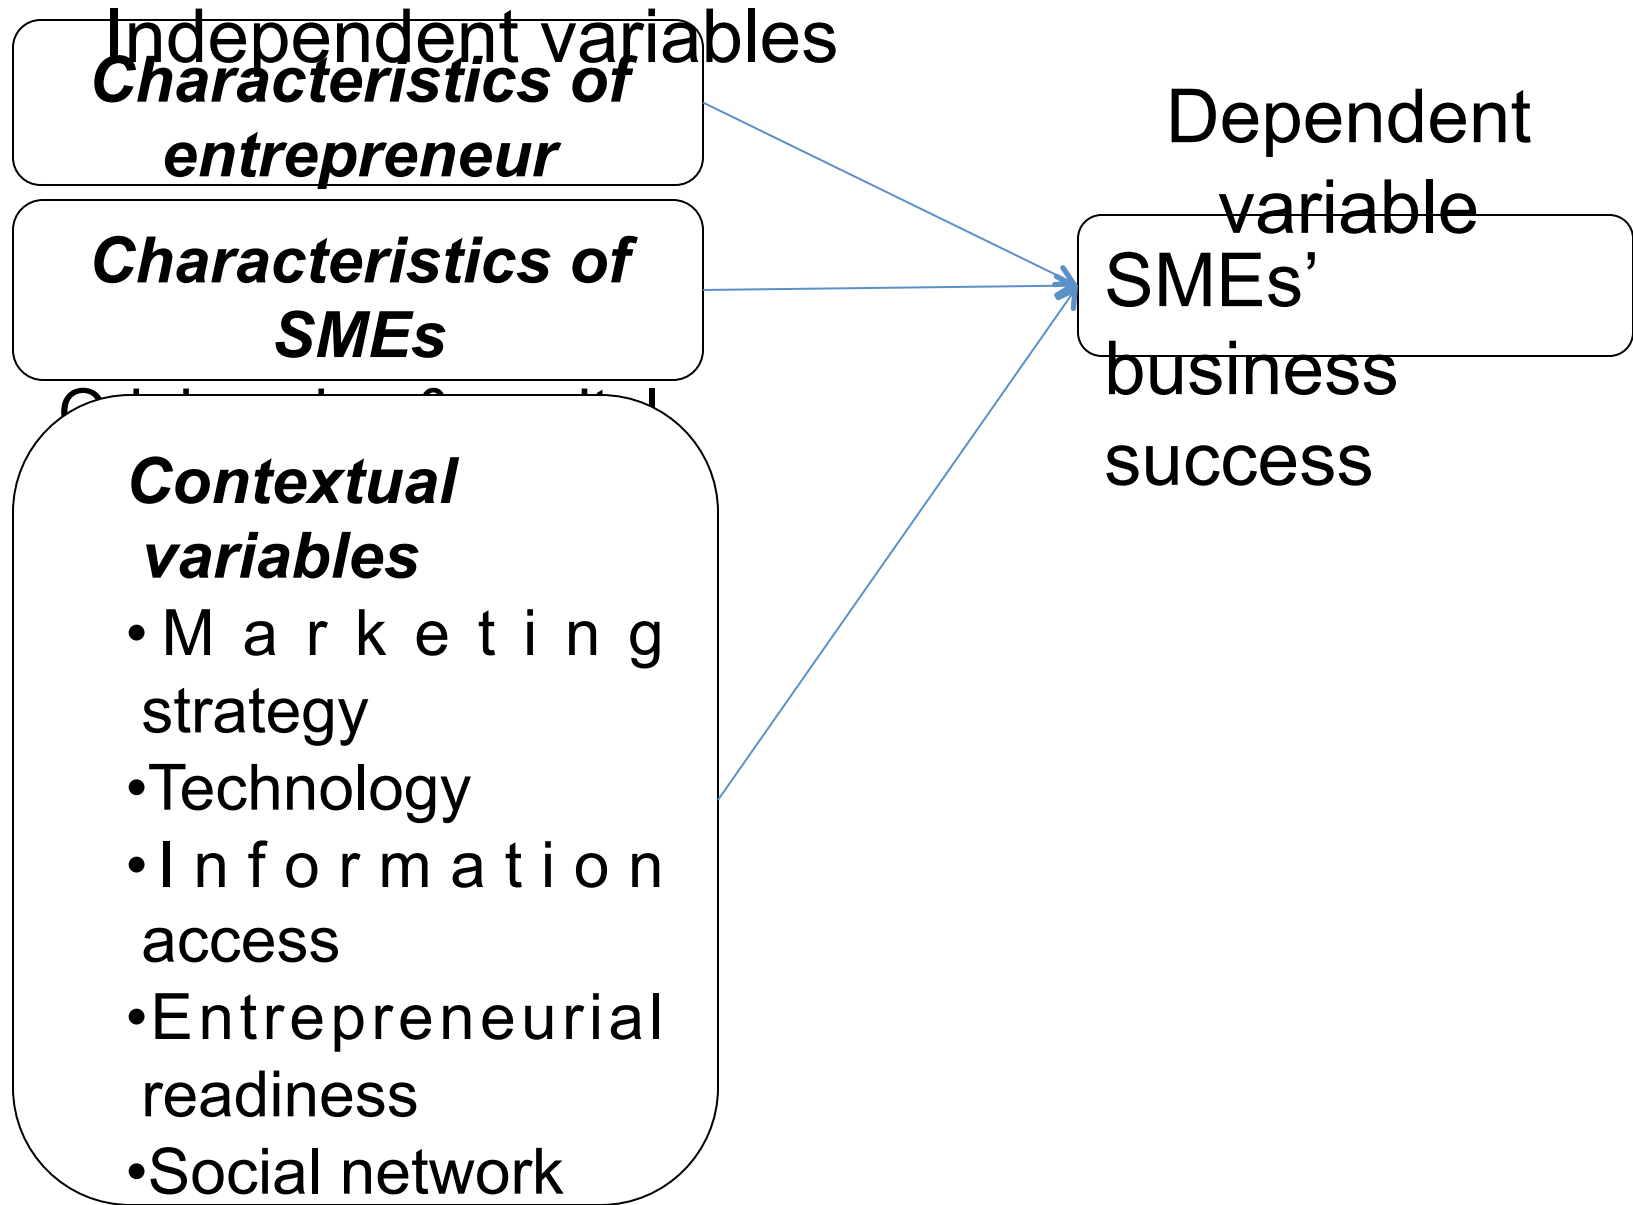 Independent variables
Characteristics of
entrepreneur
Characteristics of
SMEs
Contextual
variables
•Marketing
strategy
•Technology
•Information
access
•Entrepreneurial
readiness
•Social network
Dependent
variable
SMEs’
business
success